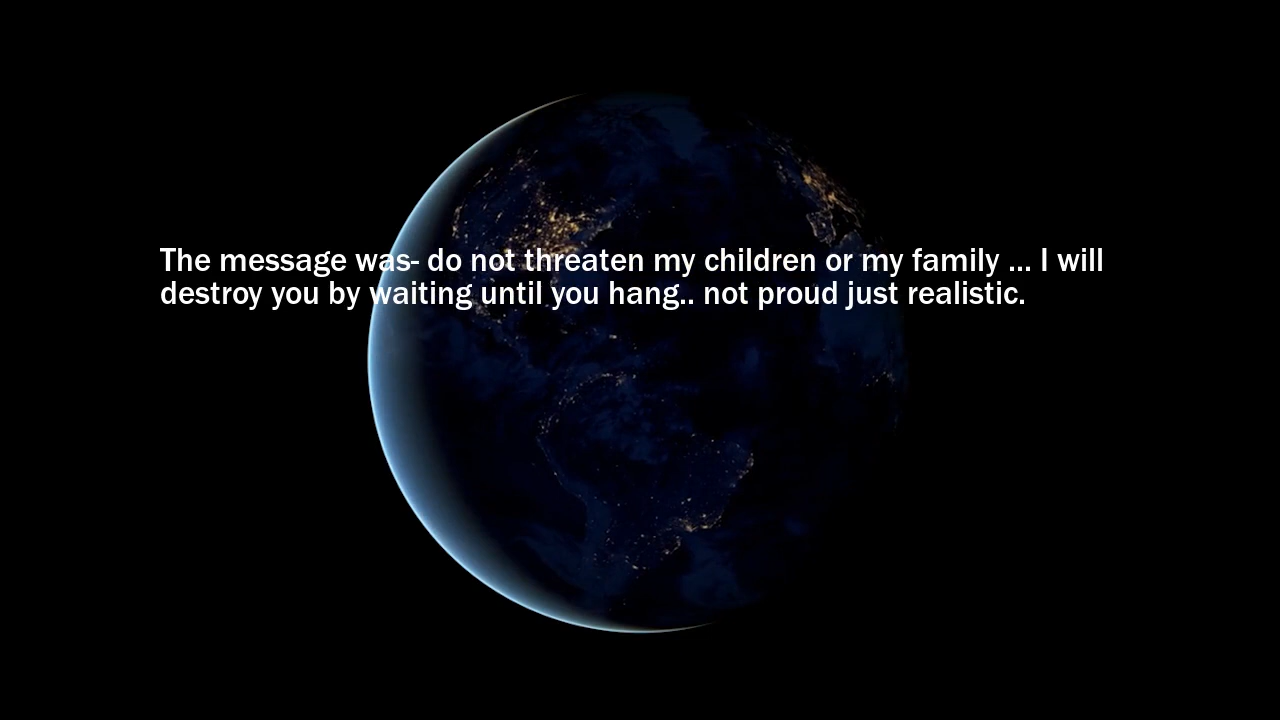 The message was- do not threaten my children or my family ... I will
destroy you by waiting until you hang.. not proud just realistic.